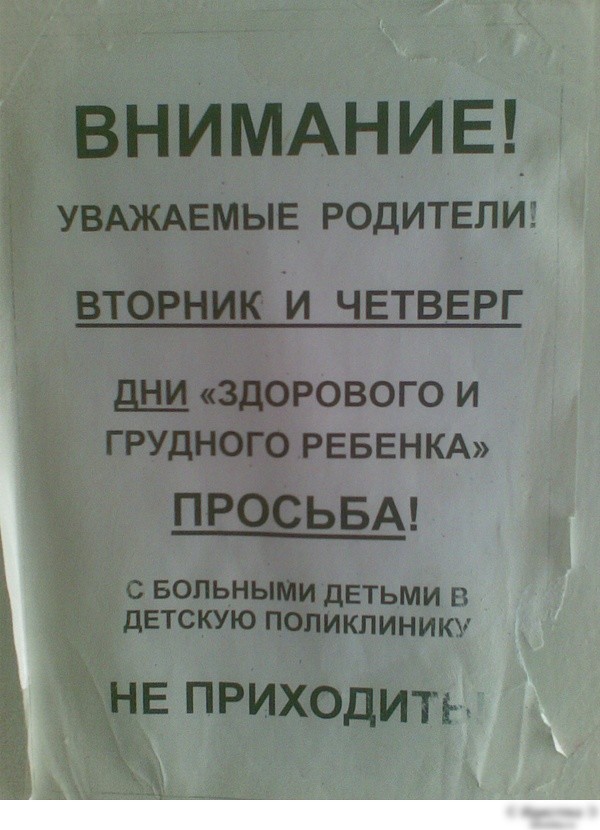 ВНИМАНИЕ!
УВАЖАЕМЫЕ РОДИТЕЛИ!
ВТОРНИК И ЧЕТВЕРГ
ДНИ «ЗДОРОВОГО И
ГРУДНОГО РЕБЕНКА»
ПРОСЬБА!
С БОЛЬНЫМИ ДЕТЬМИ В
ДЕТСКУЮ ПОЛИКЛИНИКУ
НЕ ПРИХОДИТЬ!